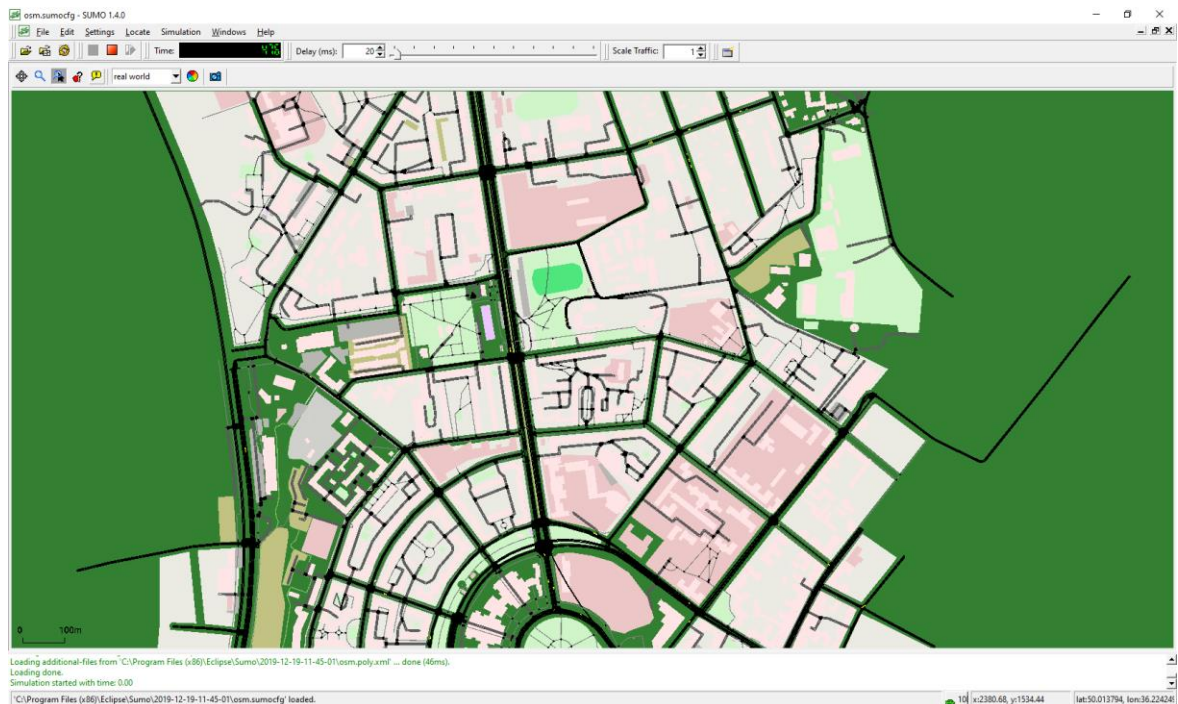 osm.sumocfg - SUMO 1.4.0
File Edit Settings Locate Simulation Windows Help
Time: 476 Delay (ms): 20 Scale Traffic: 1
real world
0 100m
Loading additional-files from 'C:\Program Files (x86)\Eclipse\Sumo\2019-12-19-11-45-01\osm.poly.xml' ... done (46ms).
Loading done.
Simulation started with time: 0.00
'C:\Program Files (x86)\Eclipse\Sumo\2019-12-19-11-45-01\osm.sumocfg' loaded. 10 x:2380.68, y:1534.44 lat:50.013794, lon:36.224249